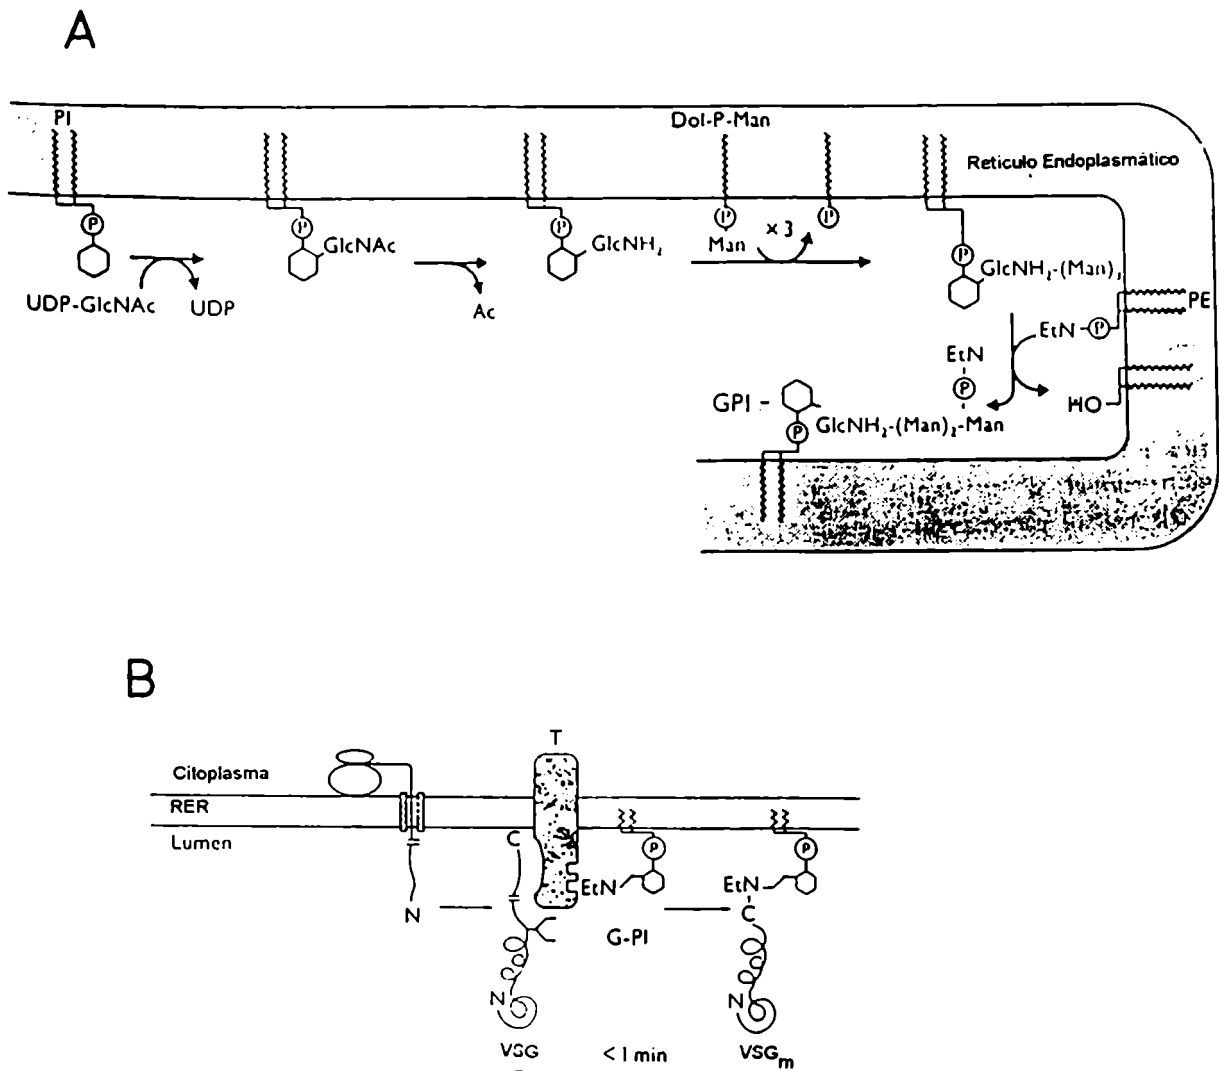 A
PI
Dol-P-Man
Retículo Endoplasmático
P
P
P
P
P
GlcNAc
GlcNH₂
Man
×3
P
UDP-GlcNAc
UDP
Ac
GlcNH₂-(Man)₃
PE
EtN-P
EtN
P
HO
GPI -
GlcNH₂-(Man)₂-Man
P
B
T
Citoplasma
RER
Lumen
C
P
P
EtN
EtN
N
C
G-PI
N
N
VSG
<1 min
VSGm